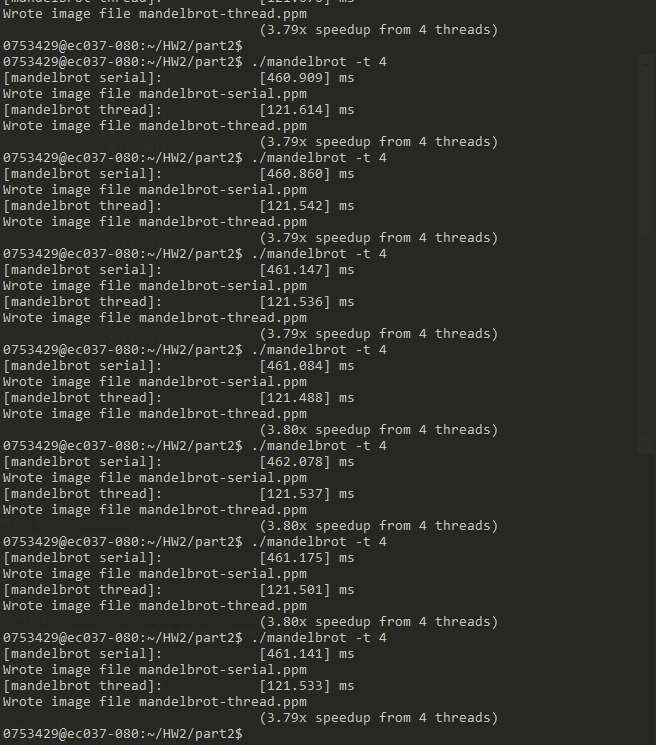 [mandelbrot thread]: [121.670] ms
Wrote image file mandelbrot-thread.ppm
(3.79x speedup from 4 threads)
0753429@ec037-080:~/HW2/part2$
0753429@ec037-080:~/HW2/part2$ ./mandelbrot -t 4
[mandelbrot serial]: [460.909] ms
Wrote image file mandelbrot-serial.ppm
[mandelbrot thread]: [121.614] ms
Wrote image file mandelbrot-thread.ppm
(3.79x speedup from 4 threads)
0753429@ec037-080:~/HW2/part2$ ./mandelbrot -t 4
[mandelbrot serial]: [460.860] ms
Wrote image file mandelbrot-serial.ppm
[mandelbrot thread]: [121.542] ms
Wrote image file mandelbrot-thread.ppm
(3.79x speedup from 4 threads)
0753429@ec037-080:~/HW2/part2$ ./mandelbrot -t 4
[mandelbrot serial]: [461.147] ms
Wrote image file mandelbrot-serial.ppm
[mandelbrot thread]: [121.536] ms
Wrote image file mandelbrot-thread.ppm
(3.79x speedup from 4 threads)
0753429@ec037-080:~/HW2/part2$ ./mandelbrot -t 4
[mandelbrot serial]: [461.084] ms
Wrote image file mandelbrot-serial.ppm
[mandelbrot thread]: [121.488] ms
Wrote image file mandelbrot-thread.ppm
(3.80x speedup from 4 threads)
0753429@ec037-080:~/HW2/part2$ ./mandelbrot -t 4
[mandelbrot serial]: [462.078] ms
Wrote image file mandelbrot-serial.ppm
[mandelbrot thread]: [121.537] ms
Wrote image file mandelbrot-thread.ppm
(3.80x speedup from 4 threads)
0753429@ec037-080:~/HW2/part2$ ./mandelbrot -t 4
[mandelbrot serial]: [461.175] ms
Wrote image file mandelbrot-serial.ppm
[mandelbrot thread]: [121.501] ms
Wrote image file mandelbrot-thread.ppm
(3.80x speedup from 4 threads)
0753429@ec037-080:~/HW2/part2$ ./mandelbrot -t 4
[mandelbrot serial]: [461.141] ms
Wrote image file mandelbrot-serial.ppm
[mandelbrot thread]: [121.533] ms
Wrote image file mandelbrot-thread.ppm
(3.79x speedup from 4 threads)
0753429@ec037-080:~/HW2/part2$